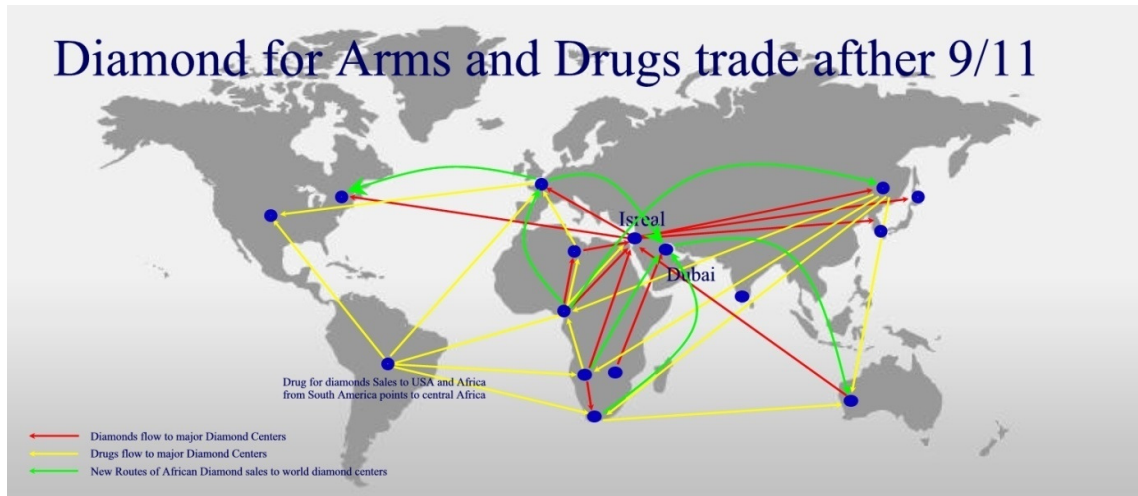 Diamond for Arms and Drugs trade afther 9/11
Isreal
Dubai
Drug for diamonds Sales to USA and Africa
from South America points to central Africa
Diamonds flow to major Diamond Centers
Drugs flow to major Diamond Centers
New Routes of African Diamond sales to world diamond centers